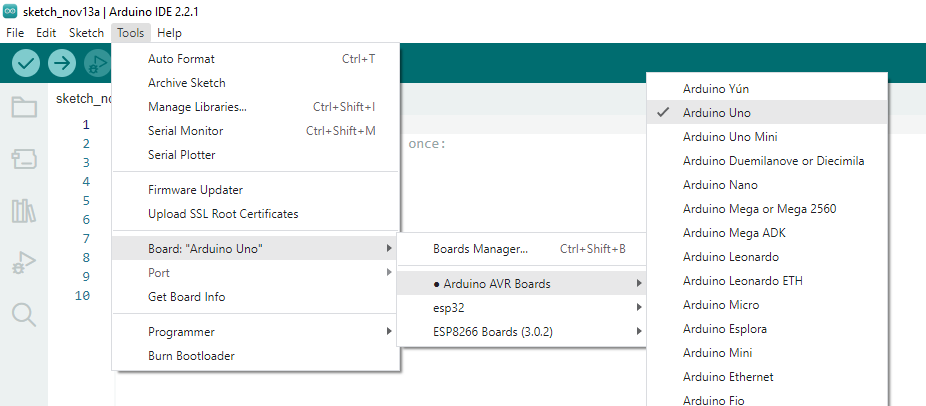 sketch_nov13a | Arduino IDE 2.2.1
File Edit Sketch Tools Help
Auto Format Ctrl+T
Archive Sketch
Manage Libraries... Ctrl+Shift+I
Serial Monitor Ctrl+Shift+M
Serial Plotter
Firmware Updater
Upload SSL Root Certificates
Board: "Arduino Uno"
Port
Get Board Info
Programmer
Burn Bootloader
sketch_no
1
2 once:
3
4
5
6
7
8
9
10
Boards Manager... Ctrl+Shift+B
● Arduino AVR Boards
esp32
ESP8266 Boards (3.0.2)
Arduino Yún
✓ Arduino Uno
Arduino Uno Mini
Arduino Duemilanove or Diecimila
Arduino Nano
Arduino Mega or Mega 2560
Arduino Mega ADK
Arduino Leonardo
Arduino Leonardo ETH
Arduino Micro
Arduino Esplora
Arduino Mini
Arduino Ethernet
Arduino Fio